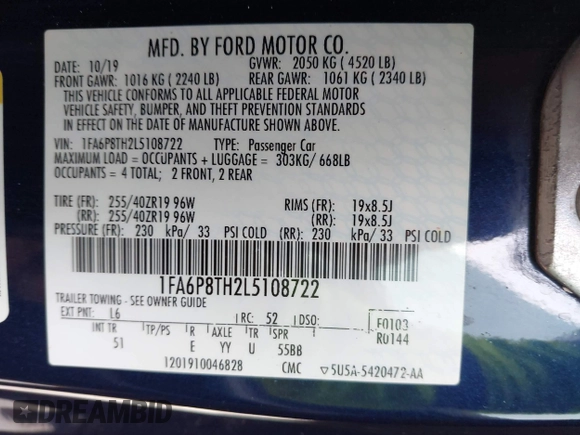 MFD. BY FORD MOTOR CO.
DATE: 10/19 GVWR: 2050 KG ( 4520 LB)
FRONT GAWR: 1016 KG ( 2240 LB) REAR GAWR: 1061 KG ( 2340 LB)
THIS VEHICLE CONFORMS TO ALL APPLICABLE FEDERAL MOTOR
VEHICLE SAFETY, BUMPER, AND THEFT PREVENTION STANDARDS
IN EFFECT ON THE DATE OF MANUFACTURE SHOWN ABOVE.
VIN: 1FA6P8TH2L5108722 TYPE: Passenger Car
MAXIMUM LOAD = OCCUPANTS + LUGGAGE = 303KG/ 668LB
OCCUPANTS = 4 TOTAL; 2 FRONT, 2 REAR
TIRE (FR): 255/40ZR19 96W RIMS (FR): 19x8.5J
(RR): 255/40ZR19 96W (RR): 19x8.5J
PRESSURE (FR): 230 kPa/ 33 PSI COLD (RR): 230 kPa/ 33 PSI COLD
1FA6P8TH2L5108722
TRAILER TOWING - SEE OWNER GUIDE
EXT PNT: L6 RC: 52 DSO: F0103
INT TR TP/PS R AXLE TR SPR R0144
51 E YY U 55BB
1201910046828 CMC ▽5U5A-5420472-AA
DREAMBID